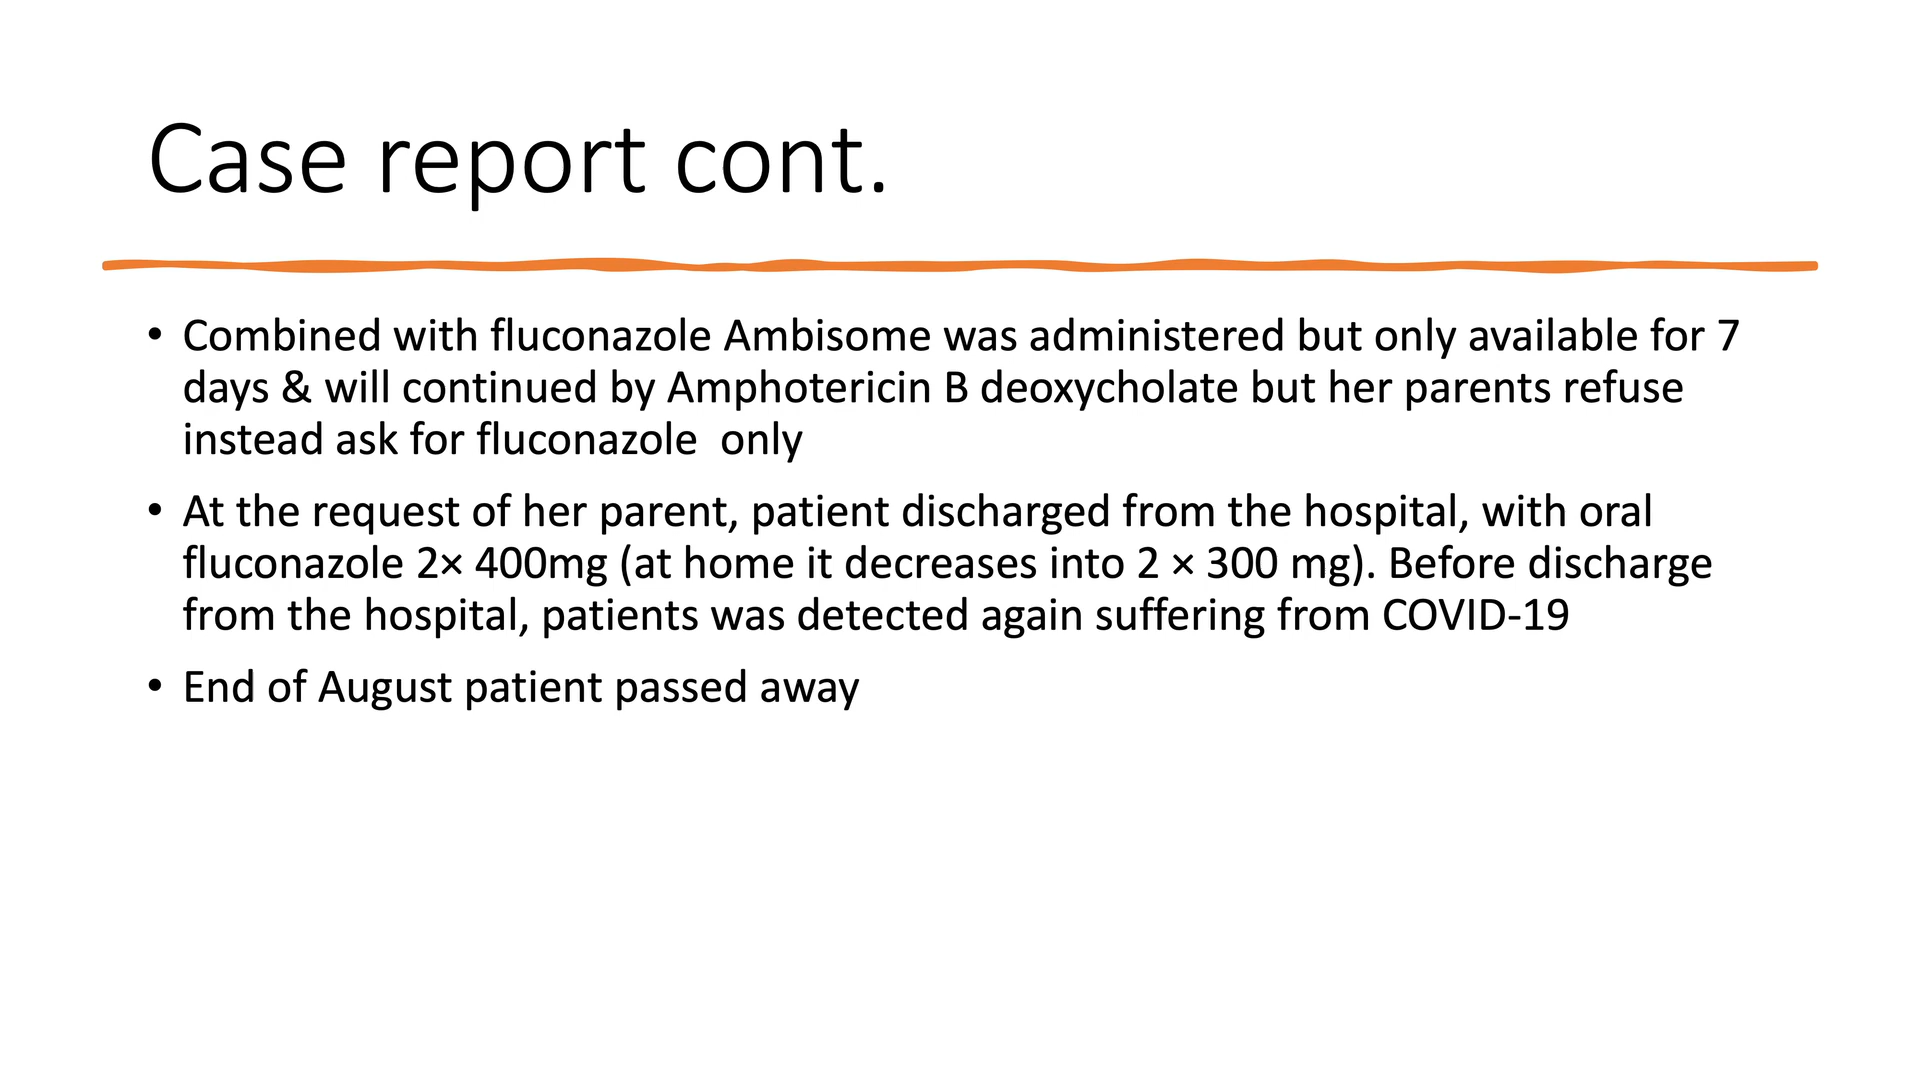 Case report cont.
• Combined with fluconazole Ambisome was administered but only available for 7
days & will continued by Amphotericin B deoxycholate but her parents refuse
instead ask for fluconazole  only
• At the request of her parent, patient discharged from the hospital, with oral
fluconazole 2× 400mg (at home it decreases into 2 × 300 mg). Before discharge
from the hospital, patients was detected again suffering from COVID-19
• End of August patient passed away